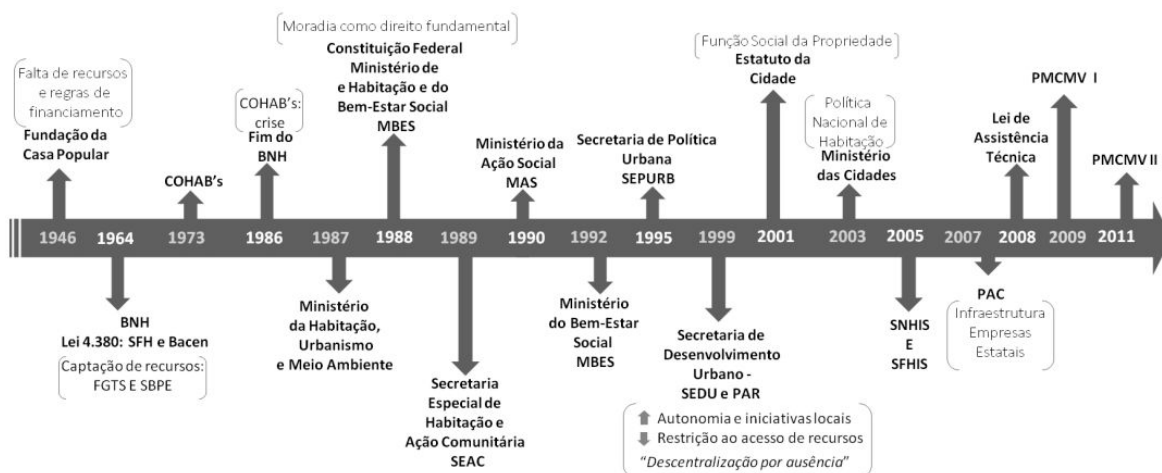 Falta de recursos
e regras de
financiamento
Fundação da
Casa Popular
COHAB's
COHAB's:
crise
Fim do
BNH
Moradia como direito fundamental
Constituição Federal
Ministério de
e Habitação e do
Bem-Estar Social
MBES
Ministério da
Ação Social
MAS
Secretaria de Política
Urbana
SEPURB
Função Social da Propriedade
Estatuto da
Cidade
Política
Nacional de
Habitação
Ministério
das Cidades
Lei de
Assistência
Técnica
PMCMV I
PMCMV II
1946 1964 1973 1986 1987 1988 1989 1990 1992 1995 1999 2001 2003 2005 2007 2008 2009 2011
BNH
Lei 4.380: SFH e Bacen
Captação de recursos:
FGTS E SBPE
Ministério
da Habitação,
Urbanismo
e Meio Ambiente
Secretaria
Especial de
Habitação e
Ação Comunitária
SEAC
Ministério
do Bem-Estar
Social
MBES
Secretaria de
Desenvolvimento
Urbano -
SEDU e PAR
Autonomia e iniciativas locais
Restrição ao acesso de recursos
"Descentralização por ausência"
SNHIS
E
SFHIS
PAC
Infraestrutura
Empresas
Estatais